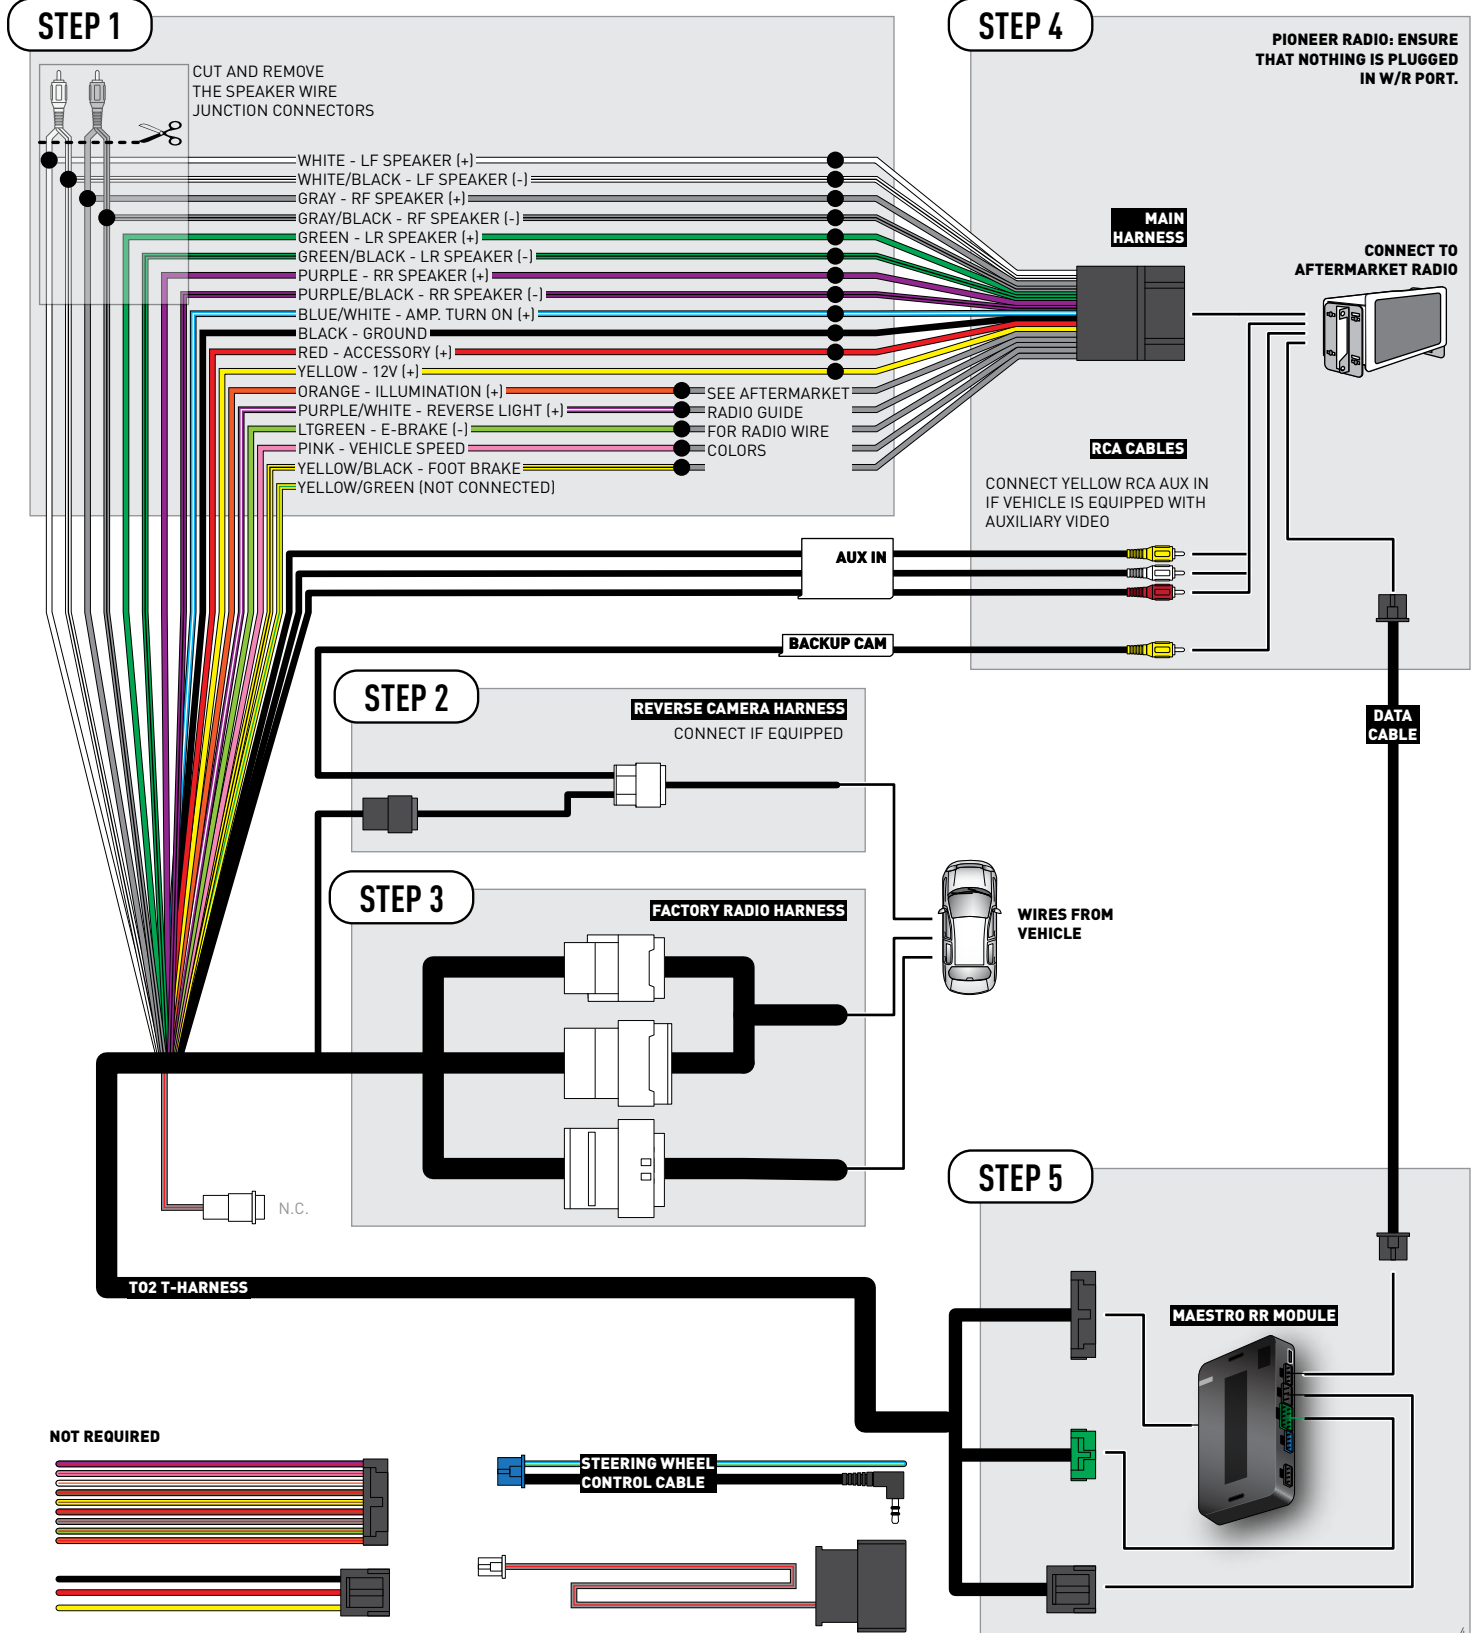 STEP 1
CUT AND REMOVE
THE SPEAKER WIRE
JUNCTION CONNECTORS
WHITE - LF SPEAKER (+)
WHITE/BLACK - LF SPEAKER (-)
GRAY - RF SPEAKER (+)
GRAY/BLACK - RF SPEAKER (-)
GREEN - LR SPEAKER (+)
GREEN/BLACK - LR SPEAKER (-)
PURPLE - RR SPEAKER (+)
PURPLE/BLACK - RR SPEAKER (-)
BLUE/WHITE - AMP. TURN ON (+)
BLACK - GROUND
RED - ACCESSORY (+)
YELLOW - 12V (+)
ORANGE - ILLUMINATION (+)
PURPLE/WHITE - REVERSE LIGHT (+)
LTGREEN - E-BRAKE (-)
PINK - VEHICLE SPEED
YELLOW/BLACK - FOOT BRAKE
YELLOW/GREEN (NOT CONNECTED)
SEE AFTERMARKET
RADIO GUIDE
FOR RADIO WIRE
COLORS
STEP 4
PIONEER RADIO: ENSURE
THAT NOTHING IS PLUGGED
IN W/R PORT.
MAIN
HARNESS
CONNECT TO
AFTERMARKET RADIO
RCA CABLES
CONNECT YELLOW RCA AUX IN
IF VEHICLE IS EQUIPPED WITH
AUXILIARY VIDEO
AUX IN
BACKUP CAM
DATA
CABLE
STEP 2
REVERSE CAMERA HARNESS
CONNECT IF EQUIPPED
STEP 3
FACTORY RADIO HARNESS
WIRES FROM
VEHICLE
N.C.
TO2 T-HARNESS
STEP 5
MAESTRO RR MODULE
NOT REQUIRED
STEERING WHEEL
CONTROL CABLE
4